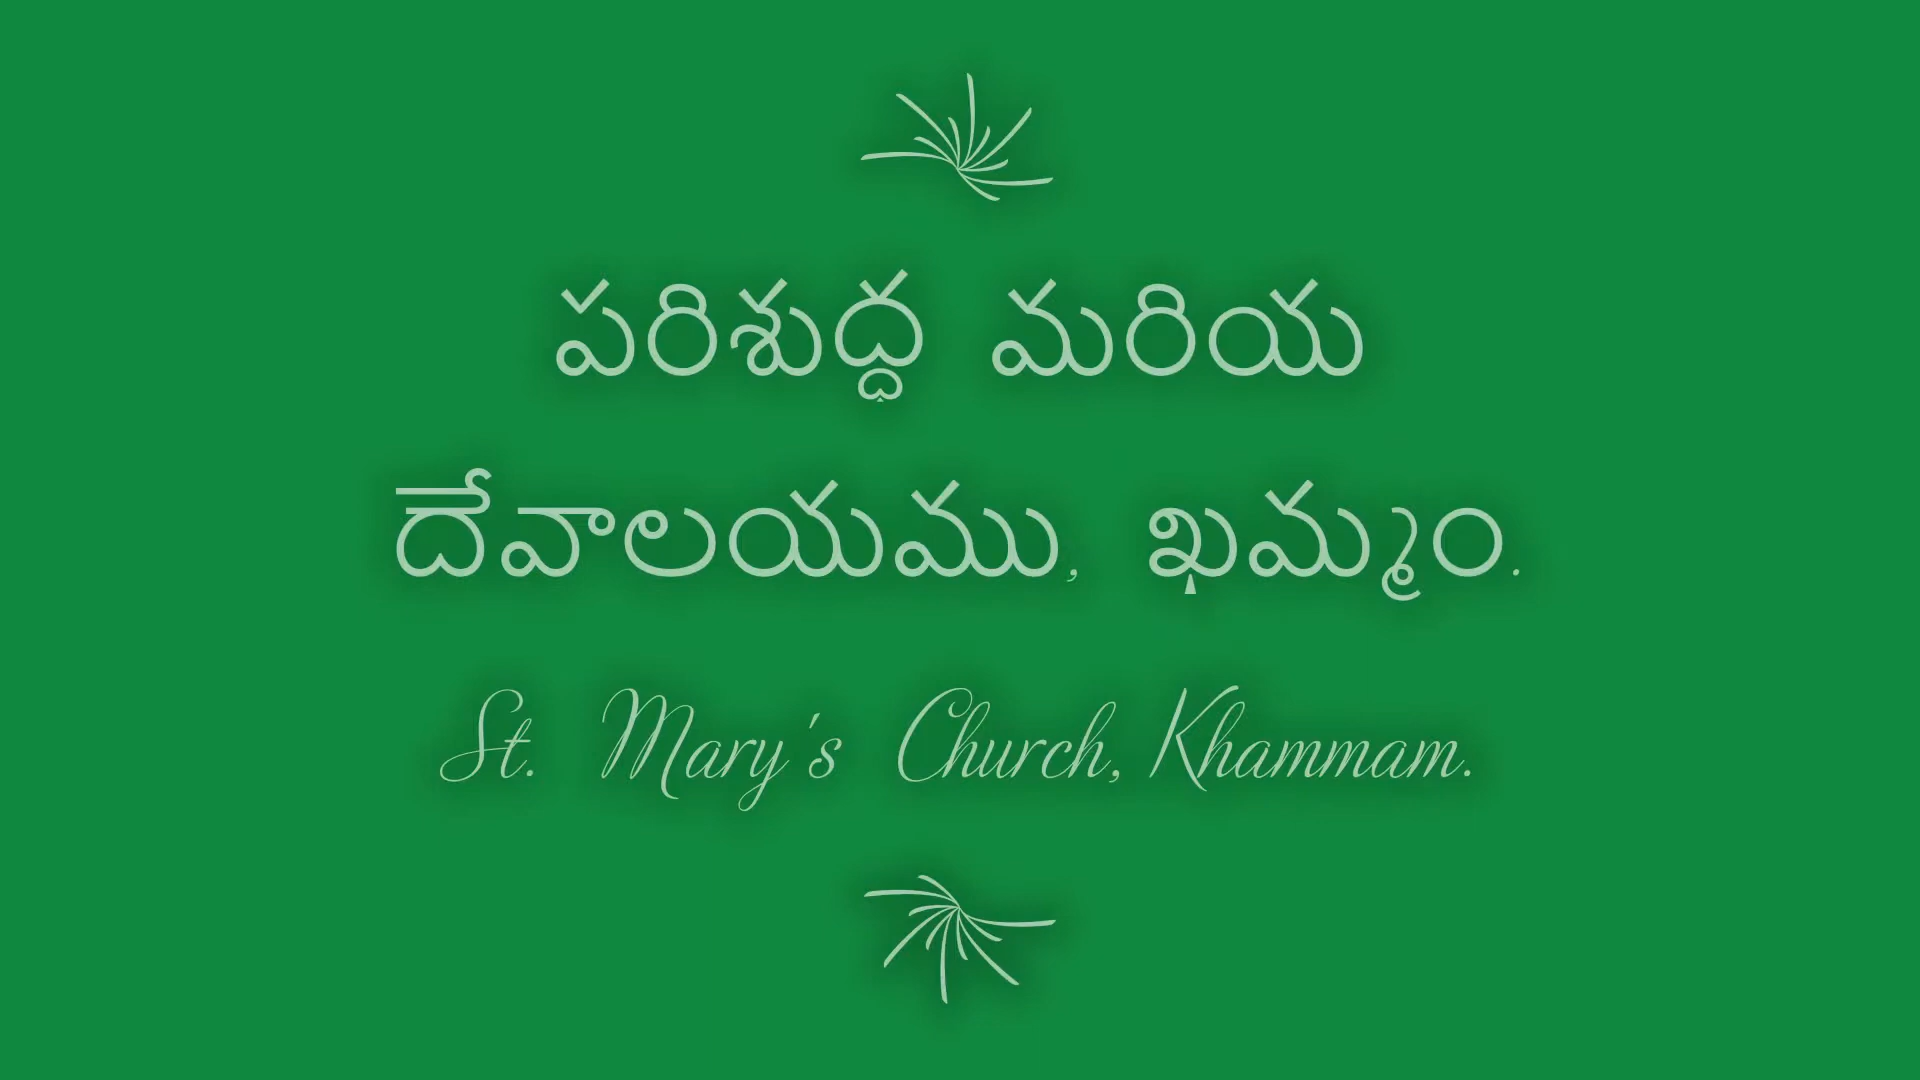 పరిశుద్ధ మరియ
దేవాలయము, ఖమ్మం.
St. Mary's Church, Khammam.